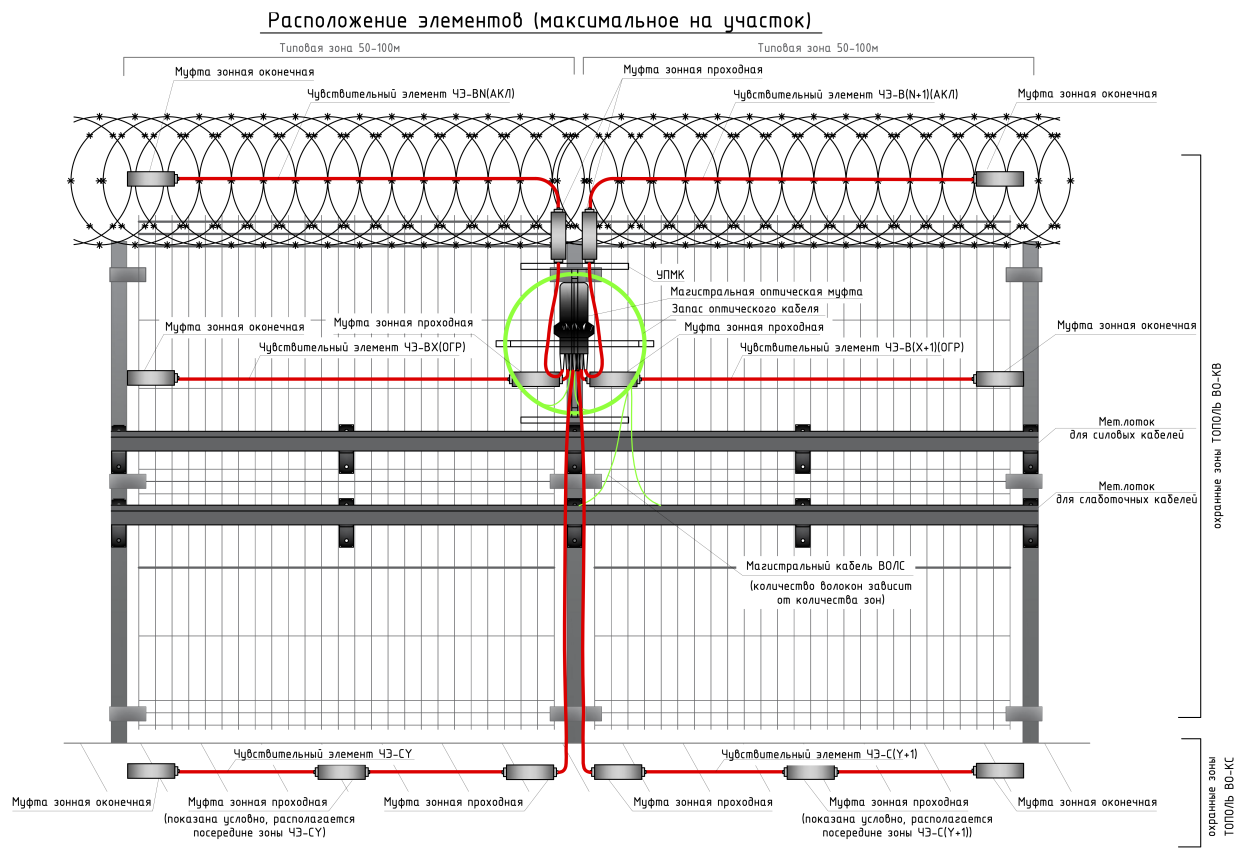 Расположение элементов (максимальное на участок)
Типовая зона 50-100м
Типовая зона 50-100м
Муфта зонная оконечная
Муфта зонная проходная
Чувствительный элемент ЧЭ-ВN(АКЛ)
Чувствительный элемент ЧЭ-В(N+1)(АКЛ)
Муфта зонная оконечная
УПМК
Магистральная оптическая муфта
Запас оптического кабеля
Муфта зонная оконечная
Муфта зонная проходная
Муфта зонная проходная
Муфта зонная оконечная
Чувствительный элемент ЧЭ-ВХ(ОГР)
Чувствительный элемент ЧЭ-В(Х+1)(ОГР)
охранные зоны ТОПОЛЬ ВО-КВ
Мет.лоток
для силовых кабелей
Мет.лоток
для слаботочных кабелей
Магистральный кабель ВОЛС
(количество волокон зависит
от количества зон)
Чувствительный элемент ЧЭ-СY
Чувствительный элемент ЧЭ-С(Y+1)
охранные зоны
ТОПОЛЬ ВО-КС
Муфта зонная оконечная
Муфта зонная проходная
(показана условно, располагается
посередине зоны ЧЭ-СY)
Муфта зонная проходная
Муфта зонная проходная
Муфта зонная проходная
(показана условно, располагается
посередине зоны ЧЭ-С(Y+1))
Муфта зонная оконечная